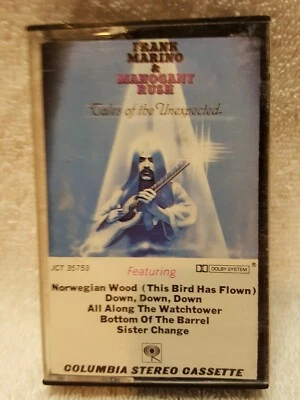 FRANK
MARINO
&
MAHOGANY
RUSH
Tales of the Unexpected
JCT 35753
Featuring
DOLBY SYSTEM
®
Norwegian Wood (This Bird Has Flown)
Down, Down, Down
All Along The Watchtower
Bottom Of The Barrel
Sister Change
COLUMBIA STEREO CASSETTE